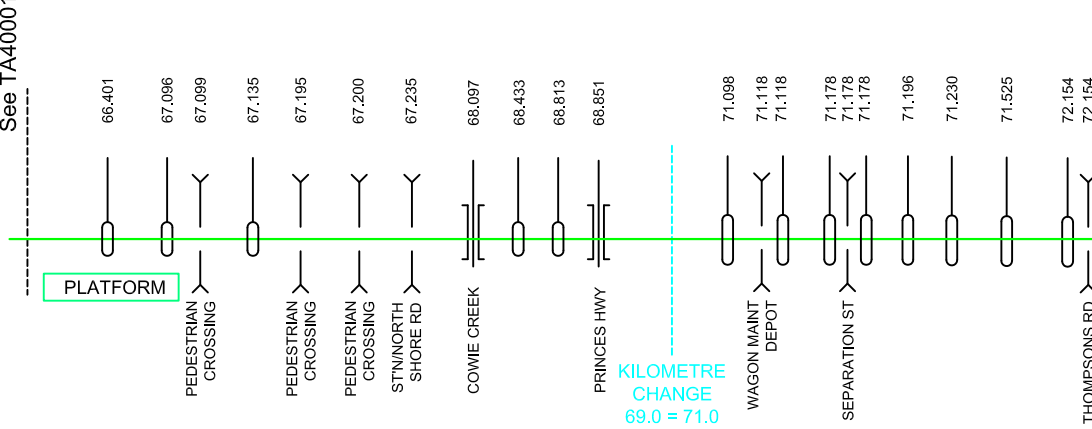 See TA40001
66.401
67.096
67.099
67.135
67.195
67.200
67.235
68.097
68.433
68.813
68.851
71.098
71.118
71.118
71.178
71.178
71.178
71.196
71.230
71.525
72.154
72.154
PLATFORM
PEDESTRIAN
CROSSING
PEDESTRIAN
CROSSING
PEDESTRIAN
CROSSING
ST'N/NORTH
SHORE RD
COWIE CREEK
PRINCES HWY
KILOMETRE
CHANGE
69.0 = 71.0
WAGON MAINT
DEPOT
SEPARATION ST
THOMPSONS RD